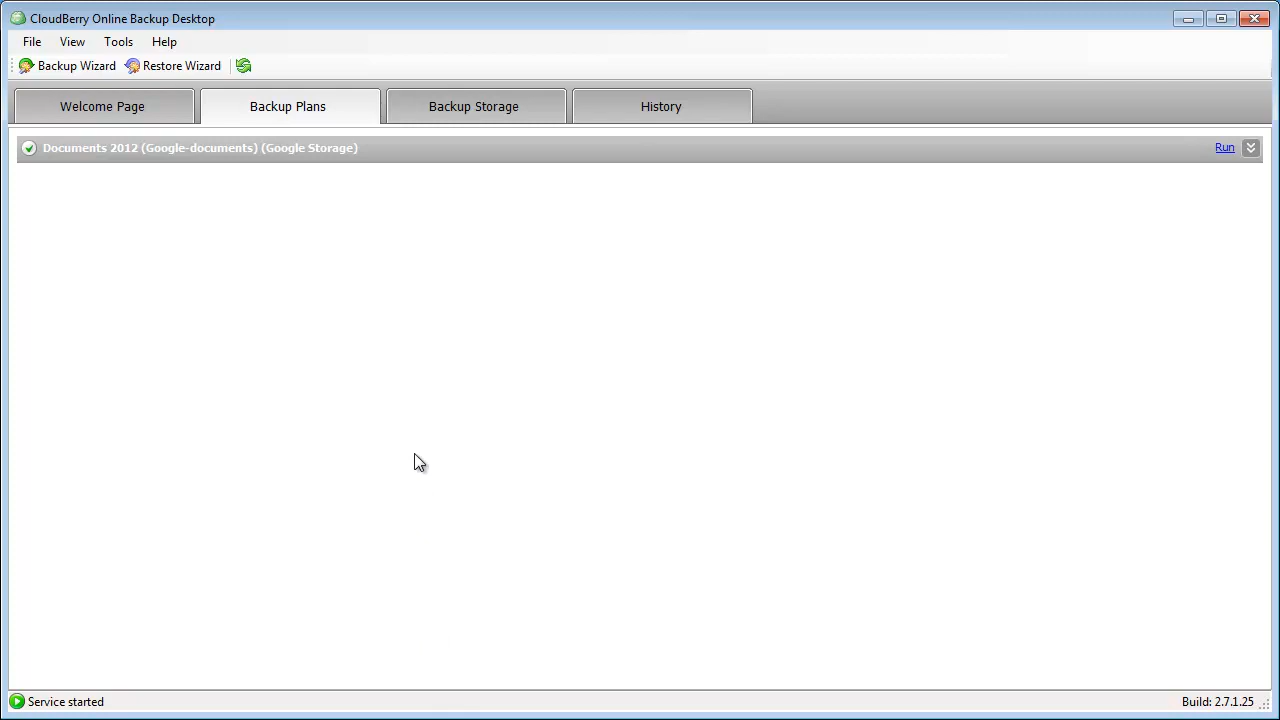 CloudBerry Online Backup Desktop
File View Tools Help
Backup Wizard Restore Wizard
Welcome Page Backup Plans Backup Storage History
Documents 2012 (Google-documents) (Google Storage) Run
Service started Build: 2.7.1.25